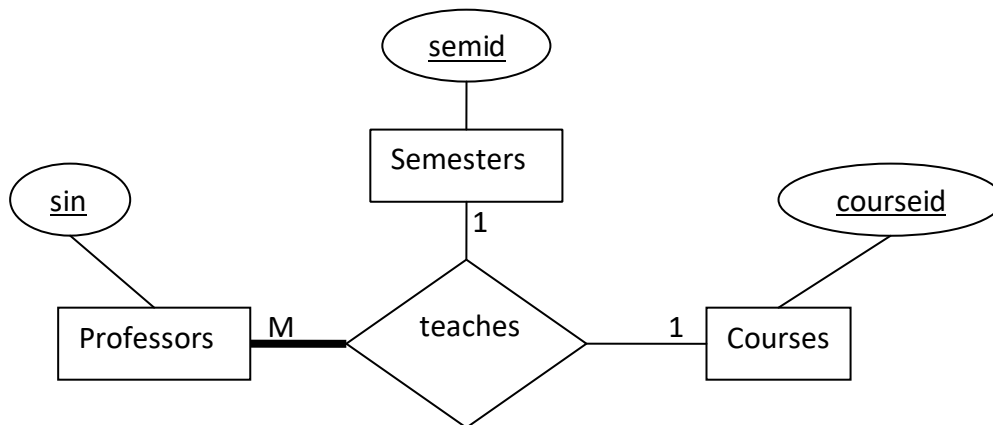 semid
Semesters
sin
courseid
1
Professors
M
teaches
1
Courses